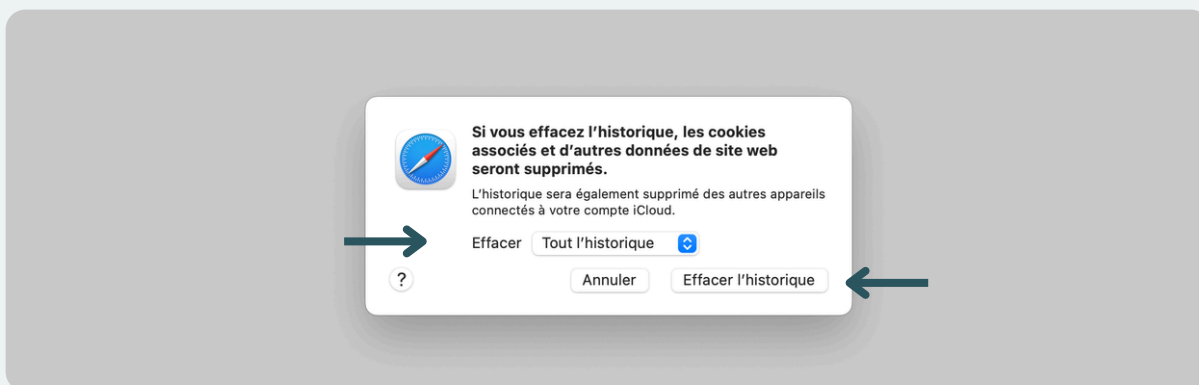 Si vous effacez l’historique, les cookies
associés et d’autres données de site web
seront supprimés.
L’historique sera également supprimé des autres appareils
connectés à votre compte iCloud.
Effacer Tout l’historique
? Annuler Effacer l’historique